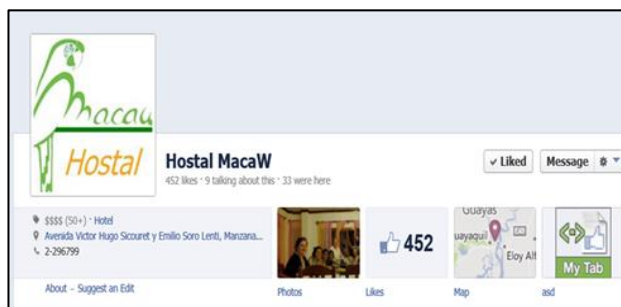 Macaw
Hostal
Hostal MacaW
452 likes · 9 talking about this · 33 were here
✓ Liked
Message
$$$$ (50+) · Hotel
Avenida Victor Hugo Sicouret y Emilio Soro Lenti, Manzana...
2-296799
About – Suggest an Edit
Photos
452
Likes
Guayas
uayaquil
Eloy Alf
Map
My Tab
asd